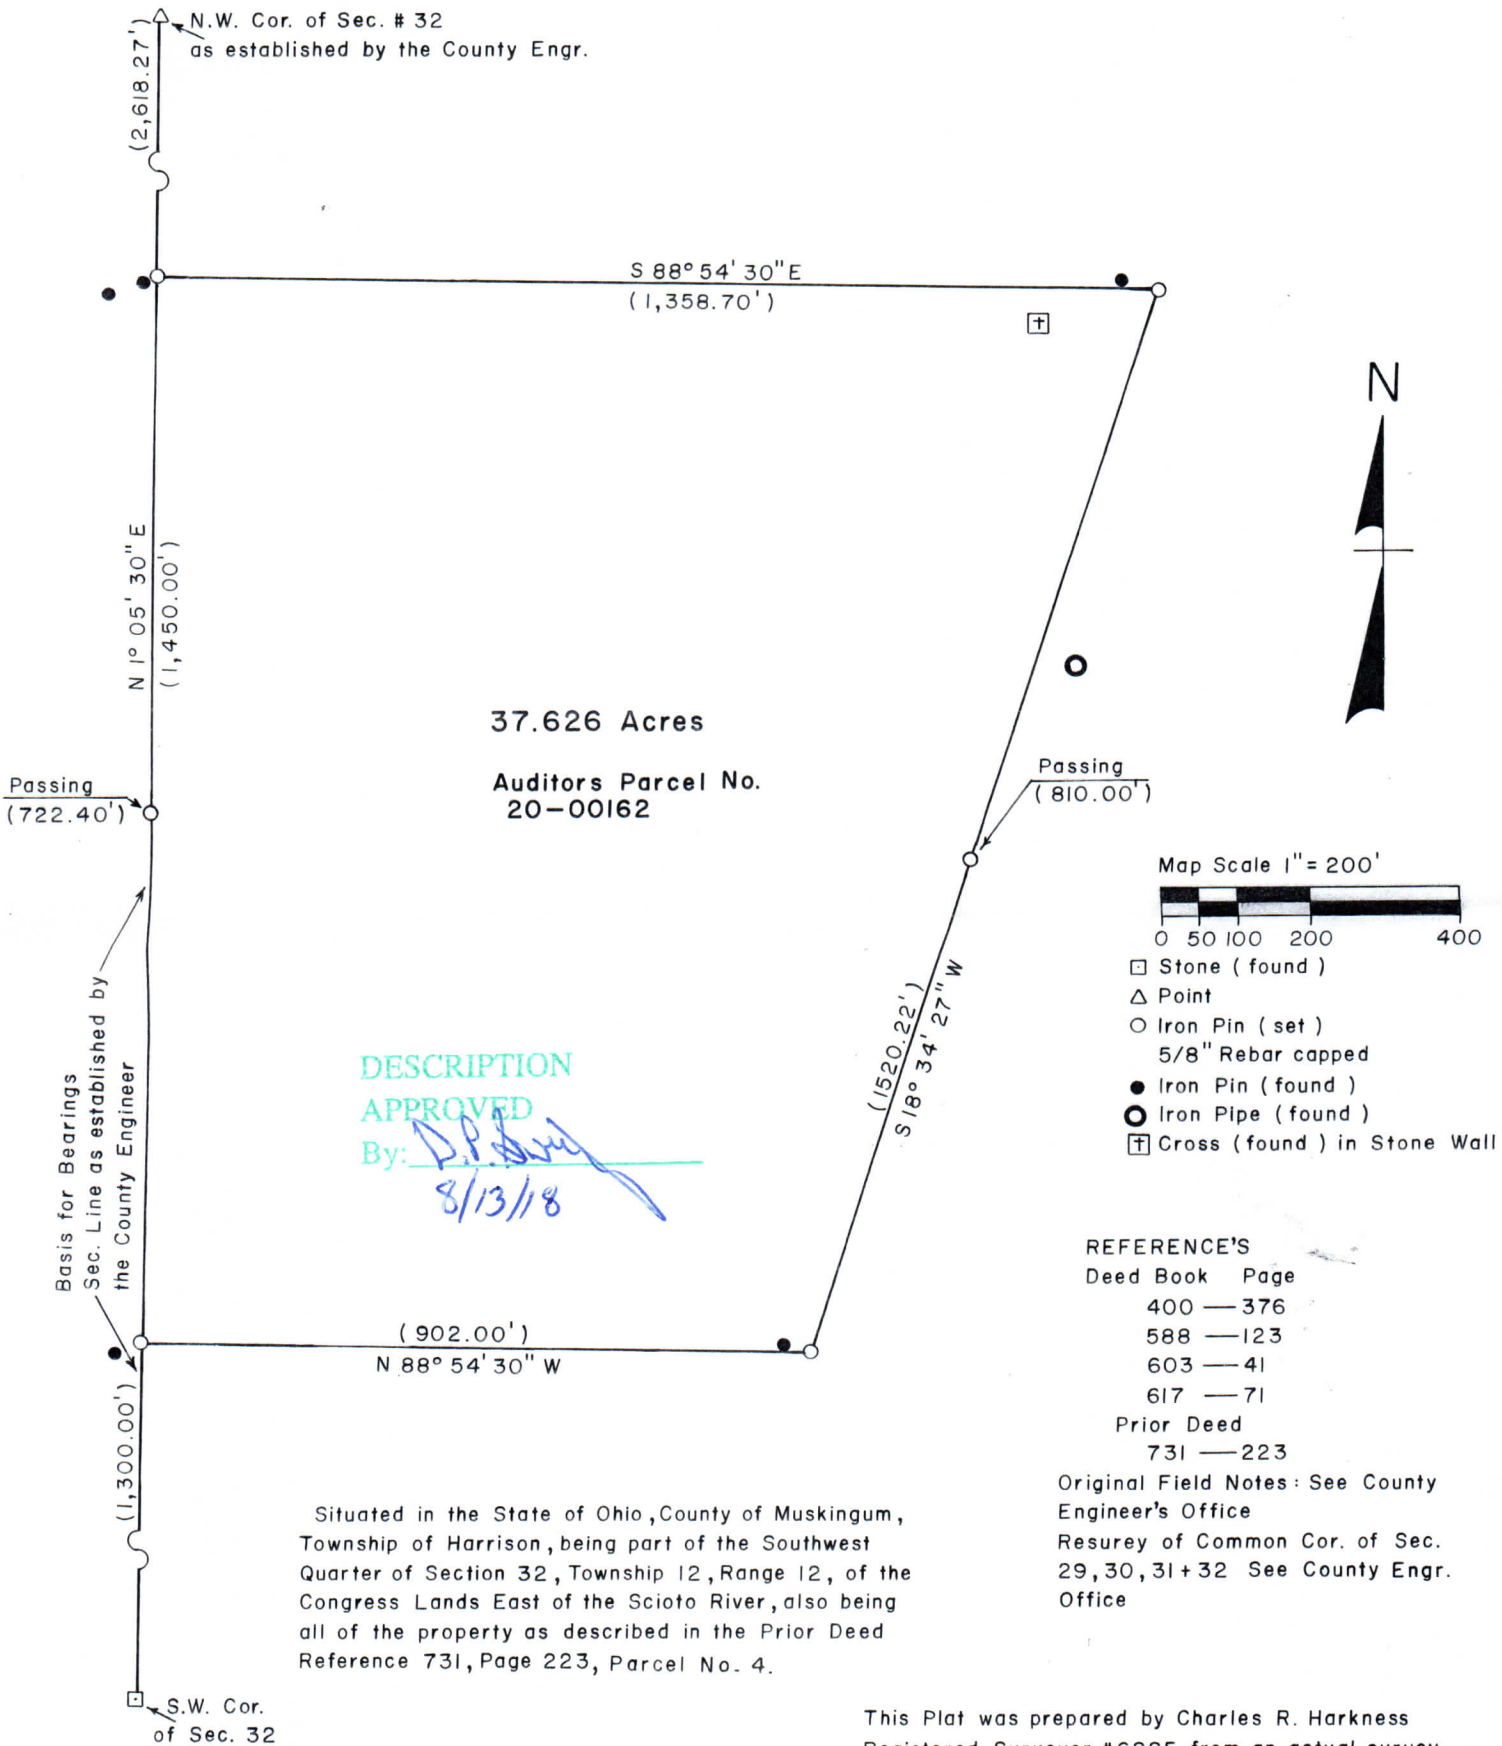 N.W. Cor. of Sec. # 32
as established by the County Engr.
(2,618.27')
S 88° 54' 30" E
(1,358.70')
N
N 1° 05' 30" E
(1,450.00')
37.626 Acres
Auditors Parcel No.
20-00162
Passing
(722.40')
Passing
(810.00')
Map Scale 1" = 200'
0 50 100 200 400
Stone (found)
Point
Iron Pin (set)
5/8" Rebar capped
Iron Pin (found)
Iron Pipe (found)
Cross (found) in Stone Wall
(1520.22')
S 18° 34' 27" W
Basis for Bearings
Sec. Line as established by
the County Engineer
DESCRIPTION
APPROVED
By:
8/13/18
(902.00')
N 88° 54' 30" W
(1,300.00')
REFERENCE'S
Deed Book Page
400 — 376
588 — 123
603 — 41
617 — 71
Prior Deed
731 — 223
Original Field Notes: See County
Engineer's Office
Resurey of Common Cor. of Sec.
29, 30, 31 + 32 See County Engr.
Office
Situated in the State of Ohio, County of Muskingum,
Township of Harrison, being part of the Southwest
Quarter of Section 32, Township 12, Range 12, of the
Congress Lands East of the Scioto River, also being
all of the property as described in the Prior Deed
Reference 731, Page 223, Parcel No. 4.
S.W. Cor.
of Sec. 32
This Plat was prepared by Charles R. Harkness